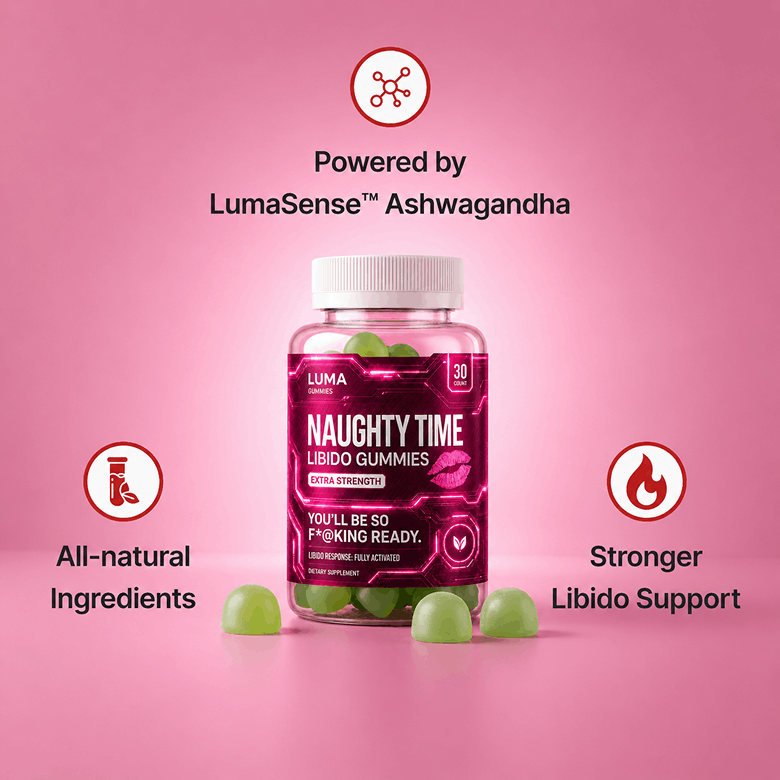 Powered by
LumaSense™ Ashwagandha
LUMA
GUMMIES
30
COUNT
NAUGHTY TIME
LIBIDO GUMMIES
EXTRA STRENGTH
YOU'LL BE SO
F*@KING READY.
LIBIDO RESPONSE: FULLY ACTIVATED
DIETARY SUPPLEMENT
All-natural
Ingredients
Stronger
Libido Support